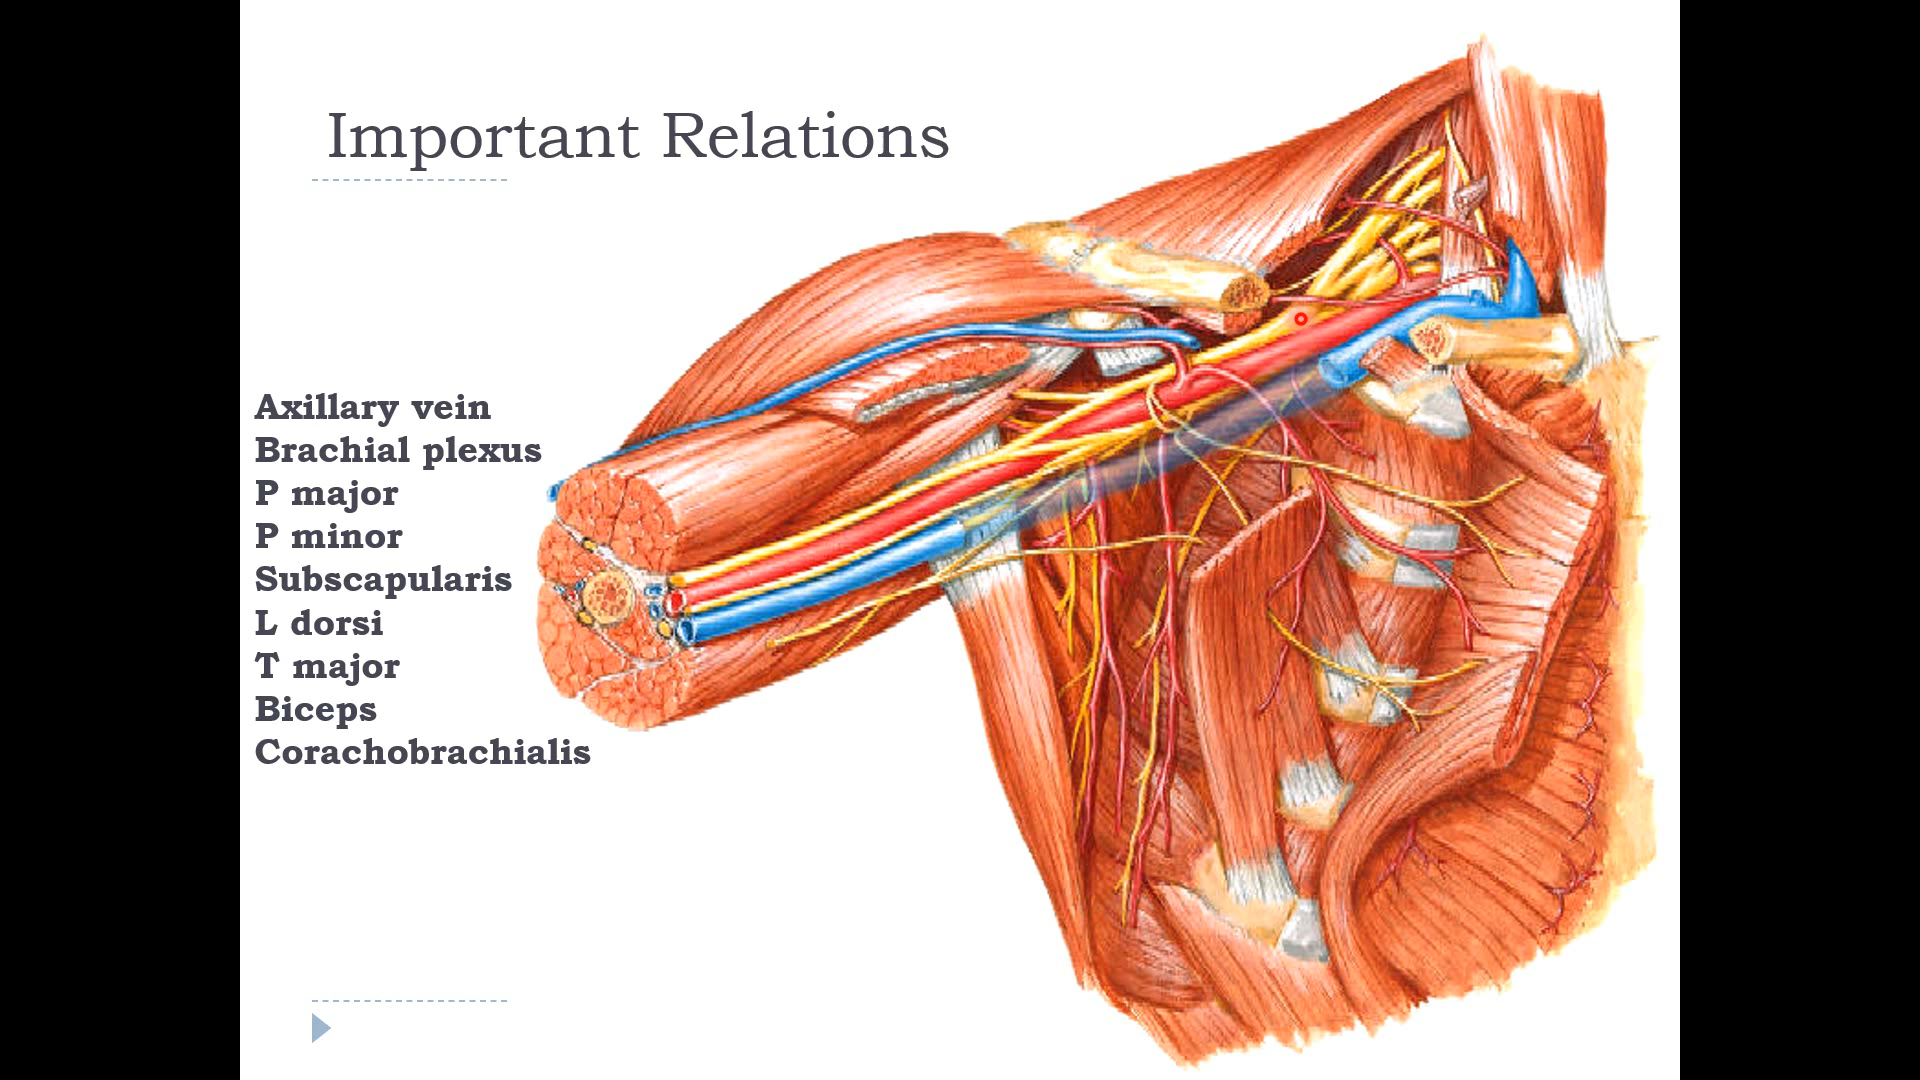 Important Relations
Axillary vein
Brachial plexus
P major
P minor
Subscapularis
L dorsi
T major
Biceps
Corachobrachialis